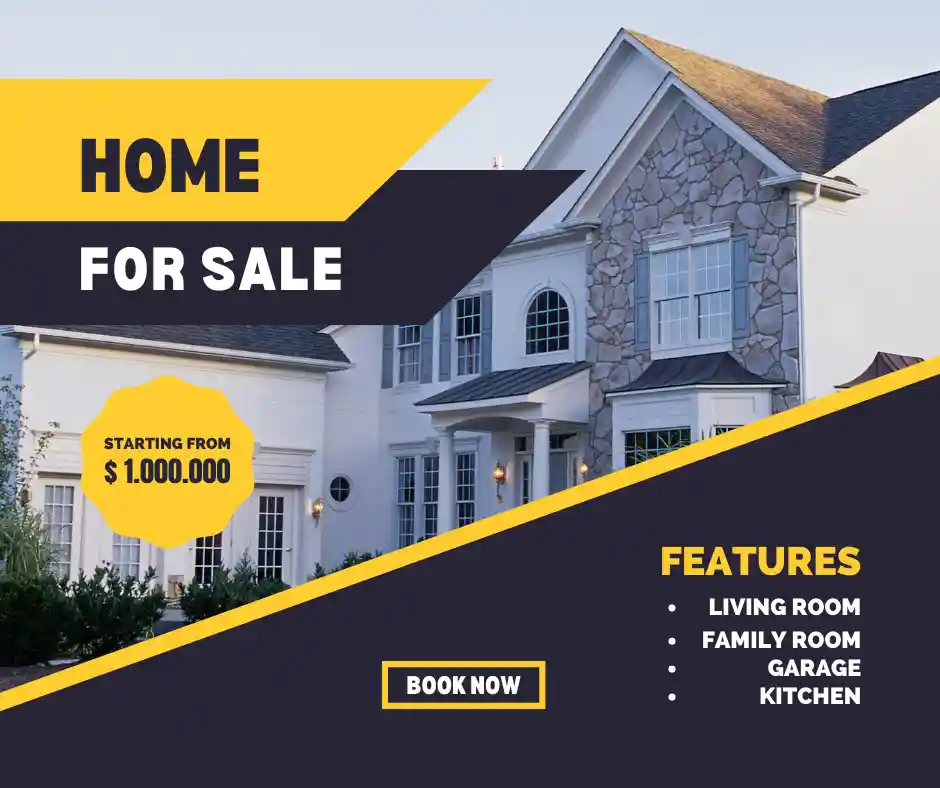 HOME
FOR SALE
STARTING FROM
$ 1.000.000
FEATURES
• LIVING ROOM
• FAMILY ROOM
• GARAGE
• KITCHEN
BOOK NOW